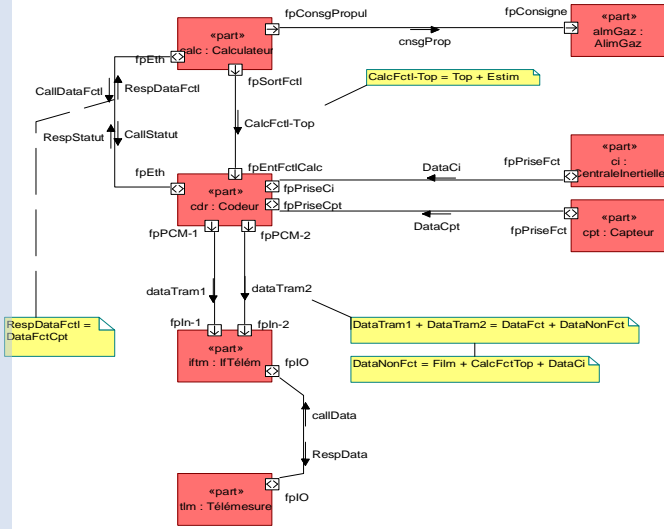 fpConsgPropul
fpConsigne
«part»
calc : Calculateur
cnsgProp
«part»
almGaz :
AlimGaz
fpEth
fpSortFctl
CallDataFctl
RespDataFctl
CalcFctl-Top = Top + Estim
RespStatut
CallStatut
CalcFctl-Top
fpEth
fpEntFctlCalc
«part»
cdr : Codeur
fpPriseCi
DataCi
fpPriseFct
«part»
ci :
CentraleInertielle
fpPriseCpt
DataCpt
fpPriseFct
«part»
cpt : Capteur
fpPCM-1
fpPCM-2
dataTram1
dataTram2
RespDataFctl =
DataFctCpt
fpIn-1
fpIn-2
DataTram1 + DataTram2 = DataFct + DataNonFct
«part»
iftm : IfTélém
fpIO
DataNonFct = Film + CalcFctTop + DataCi
callData
RespData
«part»
tlm : Télémesure
fpIO